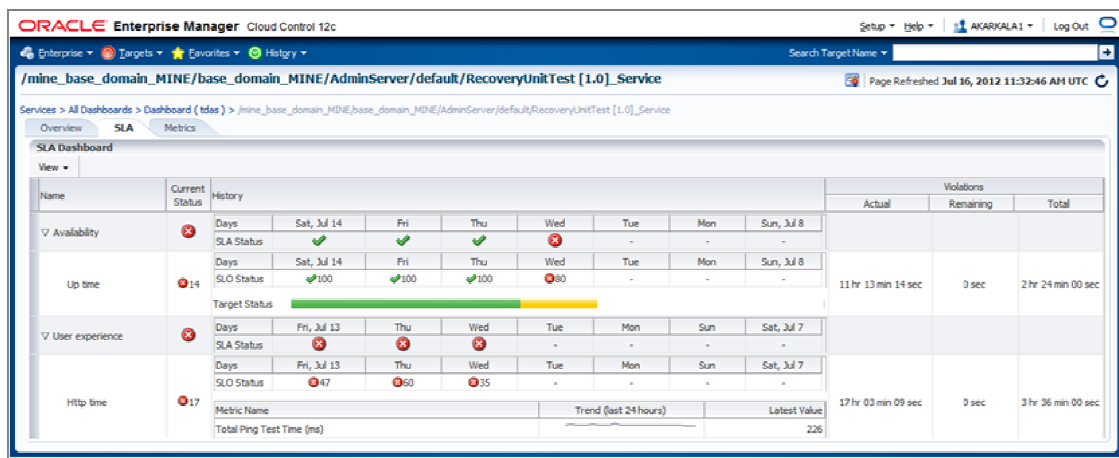 ORACLE Enterprise Manager Cloud Control 12c
Setup Help AKARKALA1 Log Out
Enterprise Targets Favorites History Search Target Name
/mine_base_domain_MINE/base_domain_MINE/AdminServer/default/RecoveryUnitTest [1.0]_Service
Page Refreshed Jul 16, 2012 11:32:46 AM UTC
Services > All Dashboards > Dashboard ( tdas ) > /mine_base_domain_MINE/base_domain_MINE/AdminServer/default/RecoveryUnitTest [1.0]_Service
Overview SLA Metrics
SLA Dashboard
View
Name Current Status History Violations
Actual Remaining Total
Availability
Days Sat, Jul 14 Fri Thu Wed Tue Mon Sun, Jul 8
SLA Status - - -
Up time 14
Days Sat, Jul 14 Fri Thu Wed Tue Mon Sun, Jul 8
SLO Status 100 100 100 80 - - -
Target Status
11 hr 13 min 14 sec 0 sec 2 hr 24 min 00 sec
User experience
Days Fri, Jul 13 Thu Wed Tue Mon Sun Sat, Jul 7
SLA Status - - - -
Http time 17
Days Fri, Jul 13 Thu Wed Tue Mon Sun Sat, Jul 7
SLO Status 47 60 35 - - - -
Metric Name Trend (last 24 hours) Latest Value
Total Ping Test Time (ms) 226
17 hr 03 min 09 sec 0 sec 3 hr 36 min 00 sec